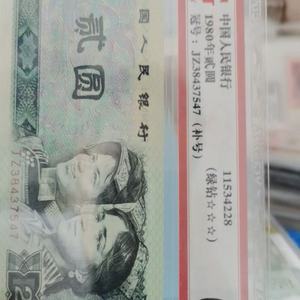 中国人民银行
1980年贰圆
冠号：JZ38437547（补号）
11534228
（绿钻☆☆☆）
国人民银行
贰圆
JZ38437547
2